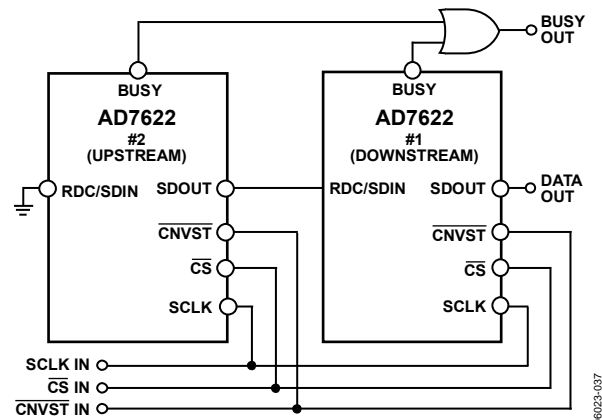 BUSY
OUT
BUSY
BUSY
AD7622
#2
(UPSTREAM)
AD7622
#1
(DOWNSTREAM)
RDC/SDIN
SDOUT
RDC/SDIN
SDOUT
DATA
OUT
CNVST
CNVST
CS
CS
SCLK
SCLK
SCLK IN
CS IN
CNVST IN
06023-037